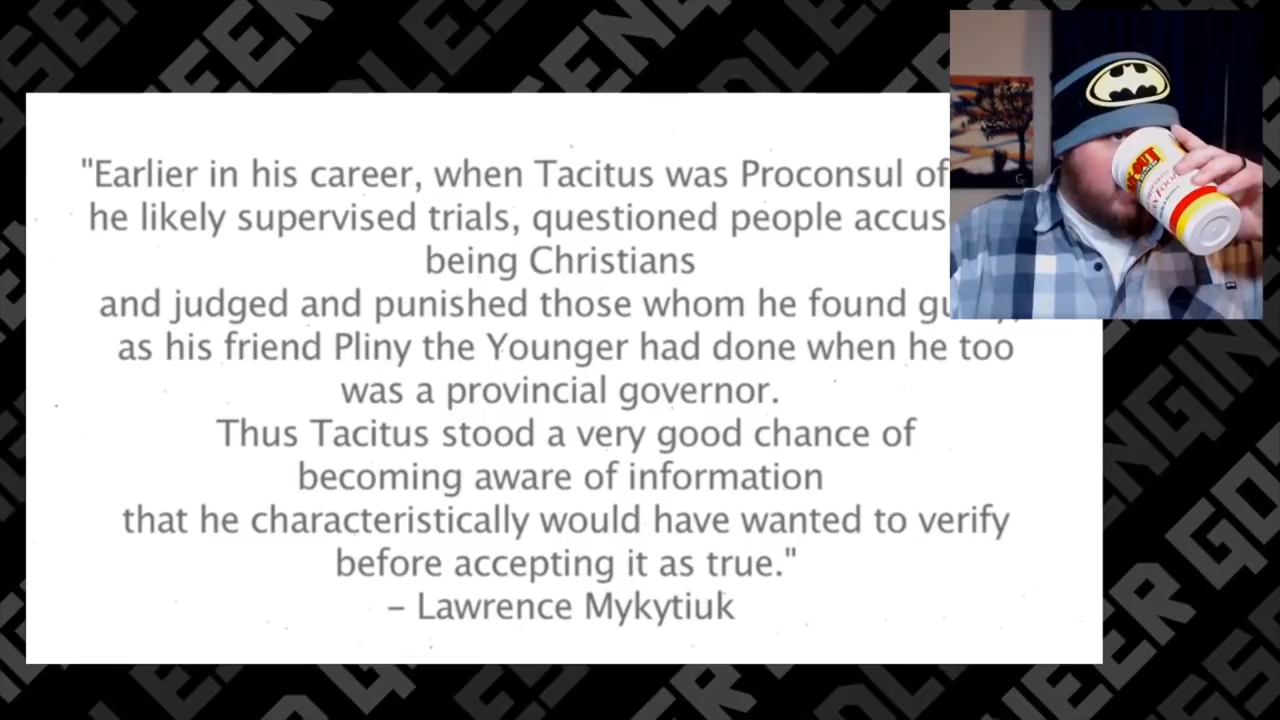 "Earlier in his career, when Tacitus was Proconsul of
he likely supervised trials, questioned people
being Christians
and judged and punished those whom he found
as his friend Pliny the Younger had done when he too
was a provincial governor.
Thus Tacitus stood a very good chance of
becoming aware of information
that he characteristically would have wanted to verify
before accepting it as true."
– Lawrence Mykytiuk